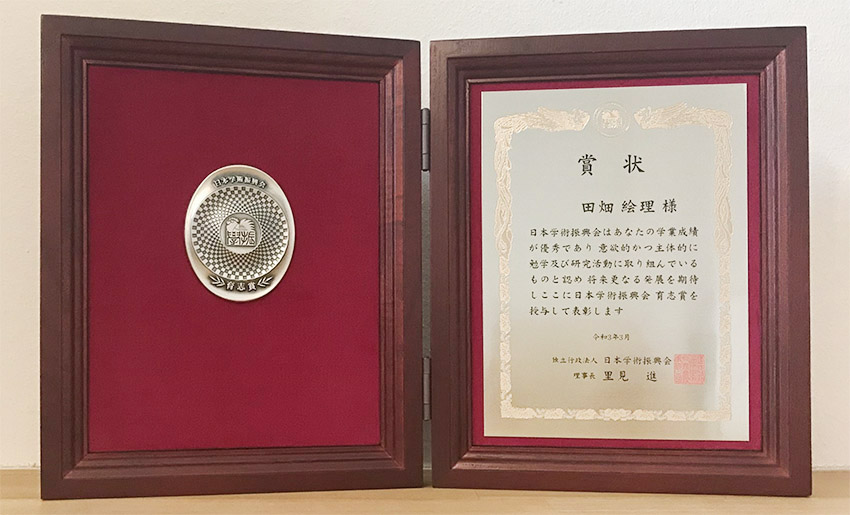 日本学術振興会
育志賞
賞状
田畑 絵理 様
日本学術振興会はあなたの学業成績
が優秀であり 意欲的かつ主体的に
勉学及び研究活動に取り組んでいる
ものと認め 将来更なる発展を期待
しここに日本学術振興会 育志賞を
授与して表彰します
令和3年3月
独立行政法人 日本学術振興会
理事長 里見 進